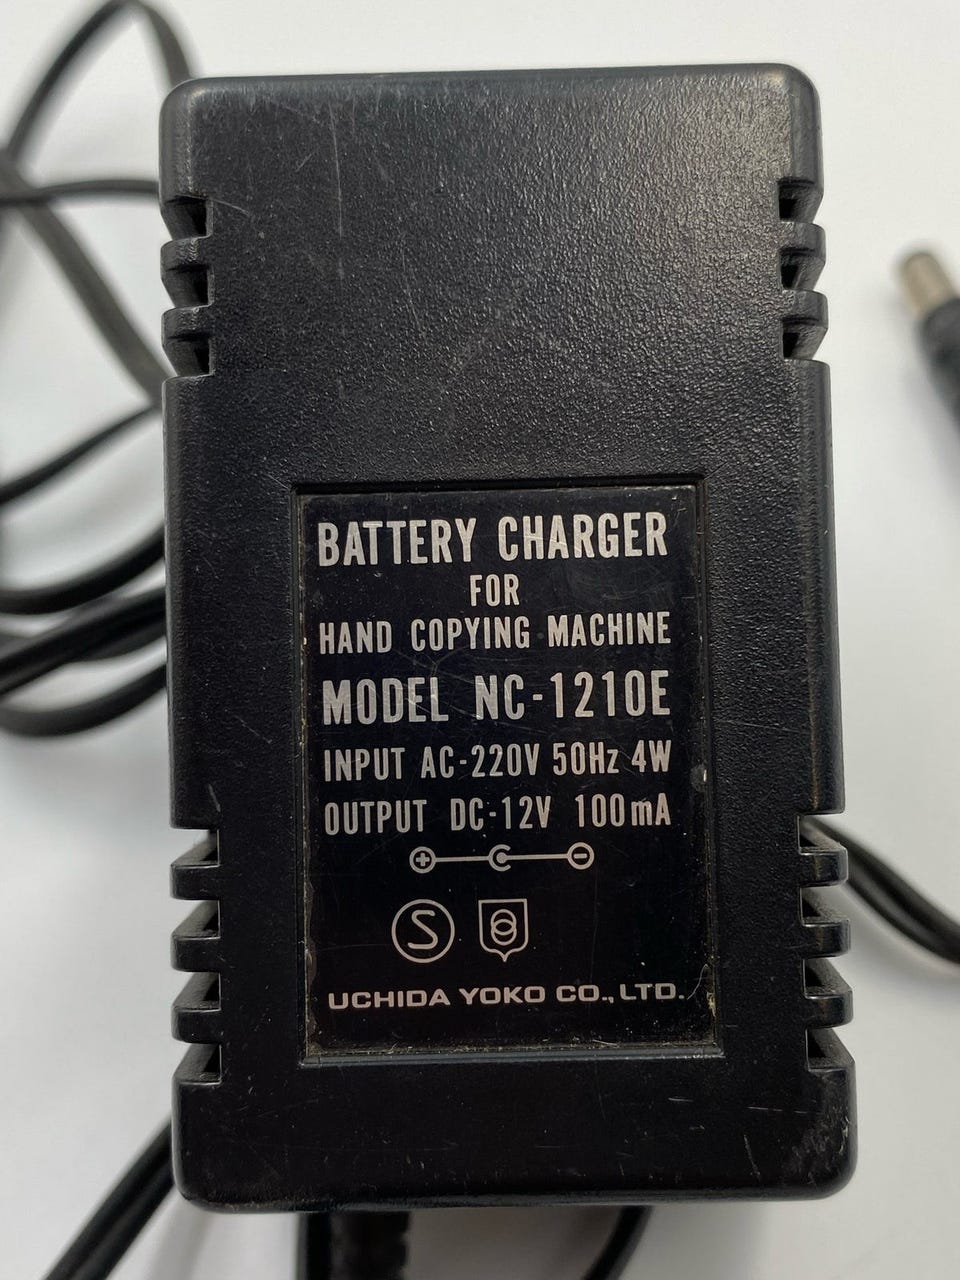 BATTERY CHARGER
FOR
HAND COPYING MACHINE
MODEL NC-1210E
INPUT AC-220V 50Hz 4W
OUTPUT DC-12V 100mA
+ C -
S
UCHIDA YOKO CO., LTD.